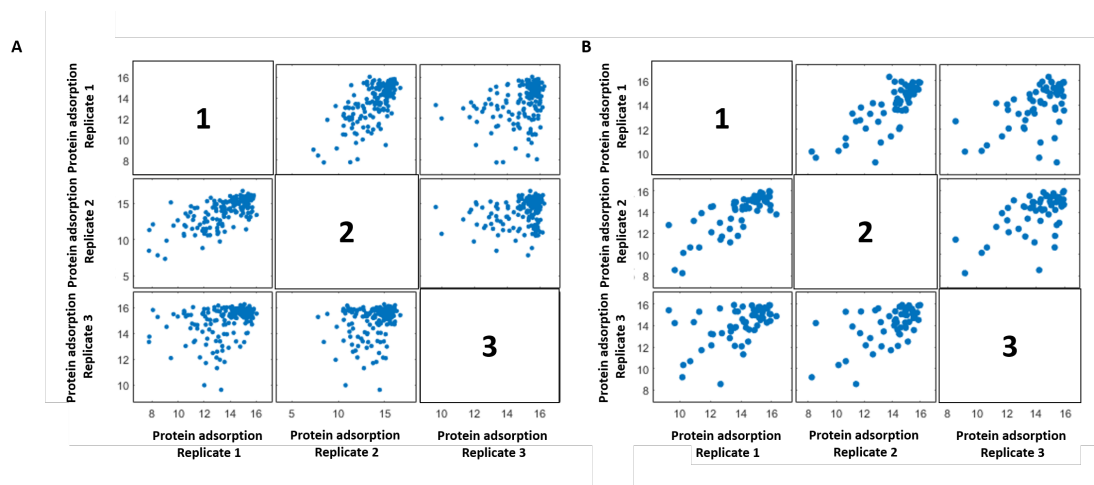 A
B
Protein adsorption
Replicate 1
16
14
12
10
8
1
Protein adsorption
Replicate 2
15
10
5
2
Protein adsorption
Replicate 3
16
14
12
10
3
8 10 12 14 16
5 10 15
10 12 14 16
Protein adsorption
Replicate 1
Protein adsorption
Replicate 2
Protein adsorption
Replicate 3
Protein adsorption
Replicate 1
16
14
12
10
1
Protein adsorption
Replicate 2
16
14
12
10
8
2
Protein adsorption
Replicate 3
16
14
12
10
8
3
10 12 14 16
8 10 12 14 16
8 10 12 14 16
Protein adsorption
Replicate 1
Protein adsorption
Replicate 2
Protein adsorption
Replicate 3